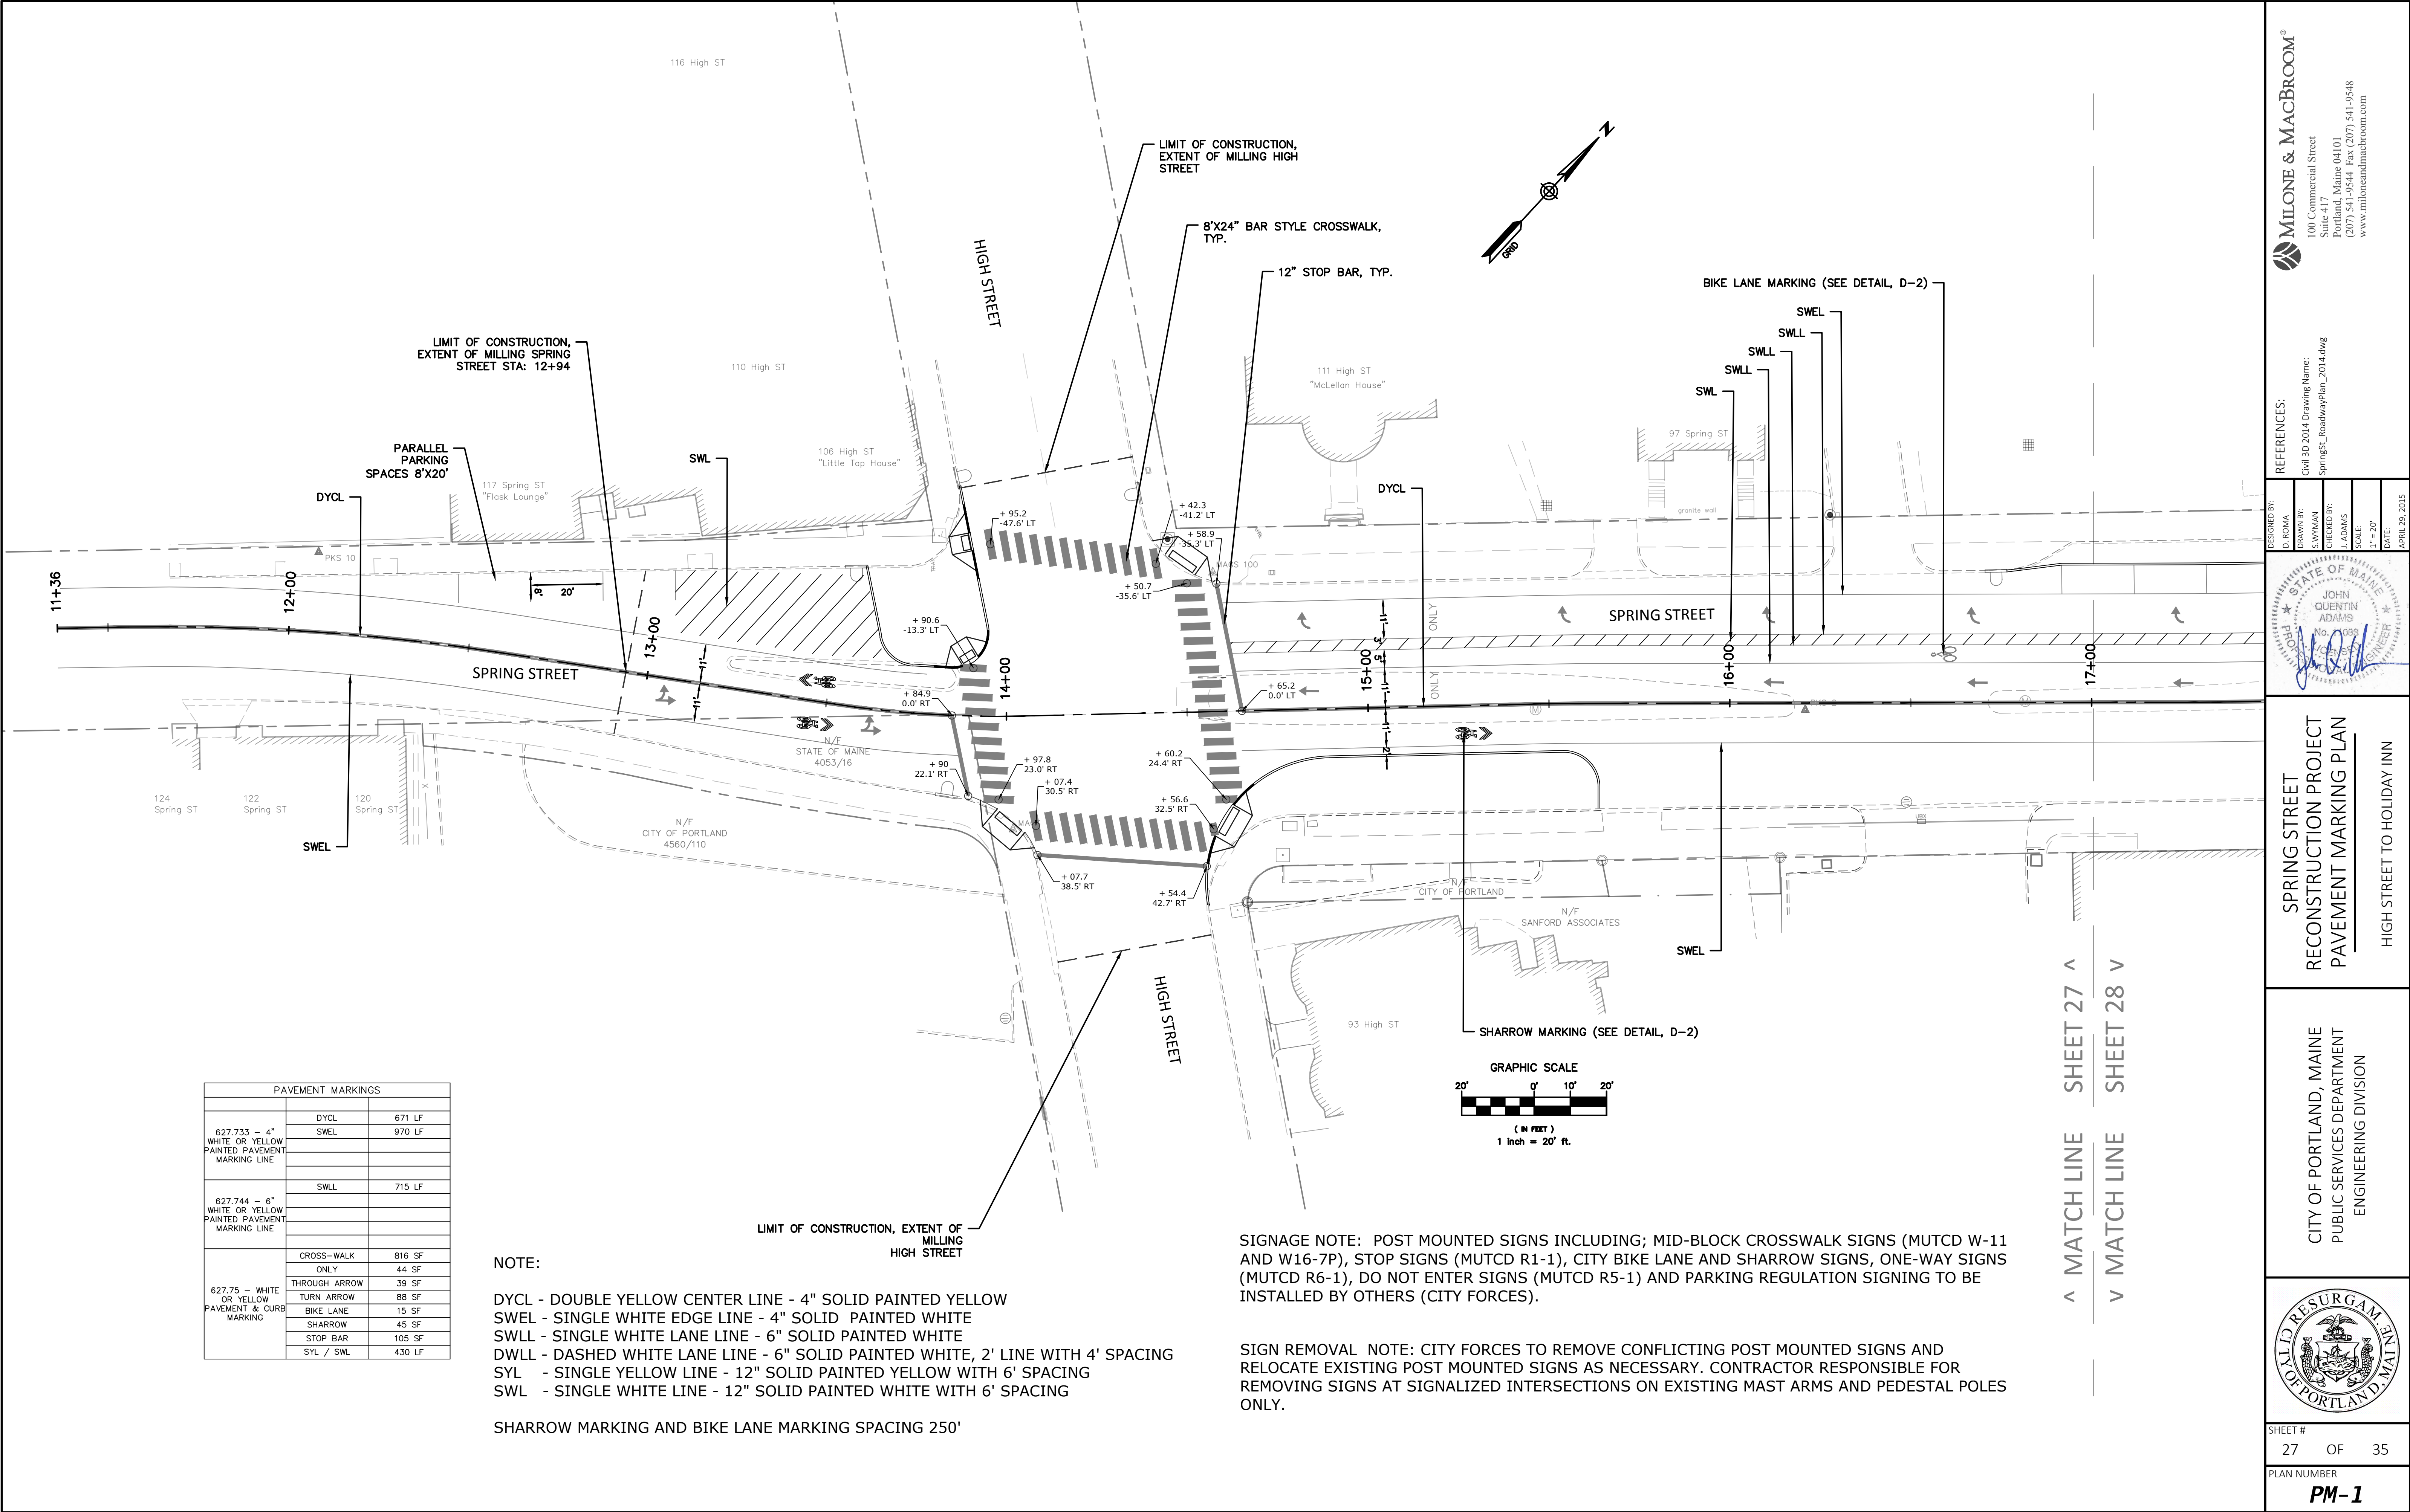 116 High ST
LIMIT OF CONSTRUCTION,
EXTENT OF MILLING HIGH
STREET
8'X24" BAR STYLE CROSSWALK,
TYP.
12" STOP BAR, TYP.
N
GRID
HIGH STREET
BIKE LANE MARKING (SEE DETAIL, D-2)
SWEL
SWLL
SWLL
SWLL
SWL
LIMIT OF CONSTRUCTION,
EXTENT OF MILLING SPRING
STREET STA: 12+94
110 High ST
111 High ST
"McLellan House"
97 Spring ST
granite wall
PARALLEL
PARKING
SPACES 8'X20'
SWL
106 High ST
"Little Tap House"
117 Spring ST
"Flask Lounge"
DYCL
DYCL
PKS 10
+ 95.2
-47.6' LT
+ 42.3
-41.2' LT
+ 58.9
-35.3' LT
MAGS 100
+ 50.7
-35.6' LT
11+36
12+00
8'
20'
13+00
+ 90.6
-13.3' LT
14+00
ONLY
ONLY
SPRING STREET
11'
3'
5'
11'
11'
2'
15+00
16+00
17+00
SPRING STREET
11'
11'
+ 84.9
0.0' RT
+ 65.2
0.0' LT
M
M
N/F
STATE OF MAINE
4053/16
+ 90
22.1' RT
+ 97.8
23.0' RT
+ 07.4
30.5' RT
+ 60.2
24.4' RT
+ 56.6
32.5' RT
124
Spring ST
122
Spring ST
120
Spring ST
X
SWEL
N/F
CITY OF PORTLAND
4560/110
+ 07.7
38.5' RT
+ 54.4
42.7' RT
N/F
CITY OF PORTLAND
N/F
SANFORD ASSOCIATES
SWEL
HIGH STREET
93 High ST
SHARROW MARKING (SEE DETAIL, D-2)
GRAPHIC SCALE
20' 0' 10' 20'
( IN FEET )
1 inch = 20' ft.
< MATCH LINE SHEET 27 <
> MATCH LINE SHEET 28 >
PAVEMENT MARKINGS
627.733 - 4"
WHITE OR YELLOW
PAINTED PAVEMENT
MARKING LINE
DYCL 671 LF
SWEL 970 LF
627.744 - 6"
WHITE OR YELLOW
PAINTED PAVEMENT
MARKING LINE
SWLL 715 LF
627.75 - WHITE
OR YELLOW
PAVEMENT & CURB
MARKING
CROSS-WALK 816 SF
ONLY 44 SF
THROUGH ARROW 39 SF
TURN ARROW 88 SF
BIKE LANE 15 SF
SHARROW 45 SF
STOP BAR 105 SF
SYL / SWL 430 LF
LIMIT OF CONSTRUCTION, EXTENT OF
MILLING
HIGH STREET
NOTE:
DYCL - DOUBLE YELLOW CENTER LINE - 4" SOLID PAINTED YELLOW
SWEL - SINGLE WHITE EDGE LINE - 4" SOLID PAINTED WHITE
SWLL - SINGLE WHITE LANE LINE - 6" SOLID PAINTED WHITE
DWLL - DASHED WHITE LANE LINE - 6" SOLID PAINTED WHITE, 2' LINE WITH 4' SPACING
SYL - SINGLE YELLOW LINE - 12" SOLID PAINTED YELLOW WITH 6' SPACING
SWL - SINGLE WHITE LINE - 12" SOLID PAINTED WHITE WITH 6' SPACING
SHARROW MARKING AND BIKE LANE MARKING SPACING 250'
SIGNAGE NOTE: POST MOUNTED SIGNS INCLUDING; MID-BLOCK CROSSWALK SIGNS (MUTCD W-11
AND W16-7P), STOP SIGNS (MUTCD R1-1), CITY BIKE LANE AND SHARROW SIGNS, ONE-WAY SIGNS
(MUTCD R6-1), DO NOT ENTER SIGNS (MUTCD R5-1) AND PARKING REGULATION SIGNING TO BE
INSTALLED BY OTHERS (CITY FORCES).
SIGN REMOVAL NOTE: CITY FORCES TO REMOVE CONFLICTING POST MOUNTED SIGNS AND
RELOCATE EXISTING POST MOUNTED SIGNS AS NECESSARY. CONTRACTOR RESPONSIBLE FOR
REMOVING SIGNS AT SIGNALIZED INTERSECTIONS ON EXISTING MAST ARMS AND PEDESTAL POLES
ONLY.
MILONE & MACBROOM®
100 Commercial Street
Suite 417
Portland, Maine 04101
(207) 541-9544 Fax (207) 541-9548
www.miloneandmacbroom.com
REFERENCES:
Civil 3D 2014 Drawing Name:
SpringSt_RoadwayPlan_2014.dwg
DESIGNED BY:
D. ROMA
DRAWN BY:
S.WYMAN
CHECKED BY:
J. ADAMS
SCALE:
1" = 20'
DATE:
APRIL 29, 2015
STATE OF MAINE
JOHN
QUENTIN
ADAMS
No.
LICENSED
PROFESSIONAL ENGINEER
SPRING STREET
RECONSTRUCTION PROJECT
PAVEMENT MARKING PLAN
HIGH STREET TO HOLIDAY INN
CITY OF PORTLAND, MAINE
PUBLIC SERVICES DEPARTMENT
ENGINEERING DIVISION
RESURGAM.
CITY OF PORTLAND, MAINE
SHEET #
27 OF 35
PLAN NUMBER
PM-1